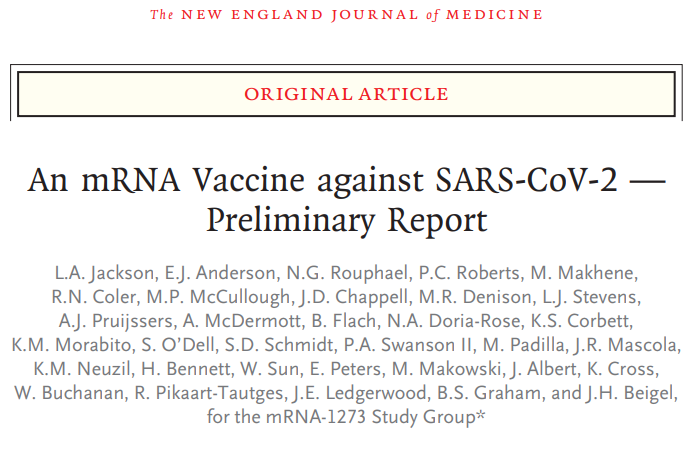 The NEW ENGLAND JOURNAL of MEDICINE
ORIGINAL ARTICLE
An mRNA Vaccine against SARS-CoV-2 —
Preliminary Report
L.A. Jackson, E.J. Anderson, N.G. Rouphael, P.C. Roberts, M. Makhene,
R.N. Coler, M.P. McCullough, J.D. Chappell, M.R. Denison, L.J. Stevens,
A.J. Pruijssers, A. McDermott, B. Flach, N.A. Doria-Rose, K.S. Corbett,
K.M. Morabito, S. O’Dell, S.D. Schmidt, P.A. Swanson II, M. Padilla, J.R. Mascola,
K.M. Neuzil, H. Bennett, W. Sun, E. Peters, M. Makowski, J. Albert, K. Cross,
W. Buchanan, R. Pikaart-Tautges, J.E. Ledgerwood, B.S. Graham, and J.H. Beigel,
for the mRNA-1273 Study Group*